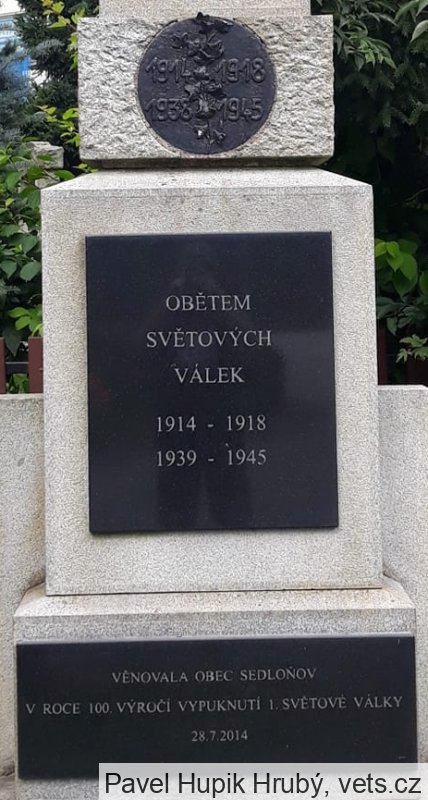 1914 1918
1938 1945
OBĚTEM
SVĚTOVÝCH
VÁLEK
1914 - 1918
1939 - 1945
VĚNOVALA OBEC SEDLOŇOV
V ROCE 100. VÝROČÍ VYPUKNUTÍ 1. SVĚTOVÉ VÁLKY
28.7.2014
Pavel Hupik Hrubý, vets.cz